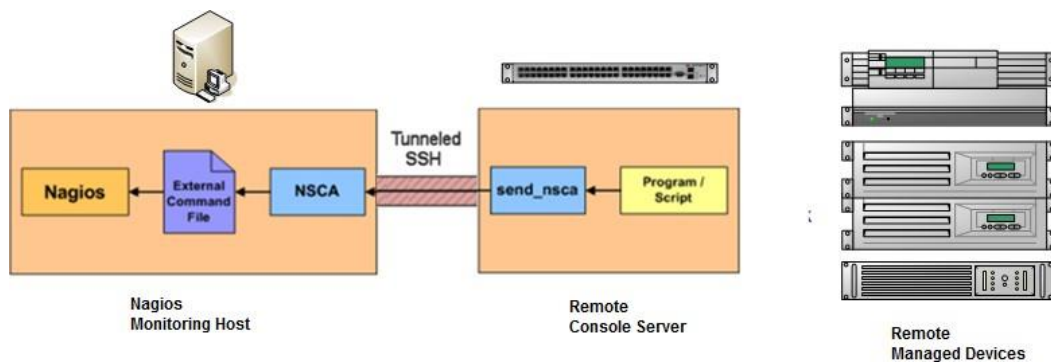 Tunneled
SSH
Nagios
External
Command
File
NSCA
send_nsca
Program /
Script
Nagios
Monitoring Host
Remote
Console Server
Remote
Managed Devices